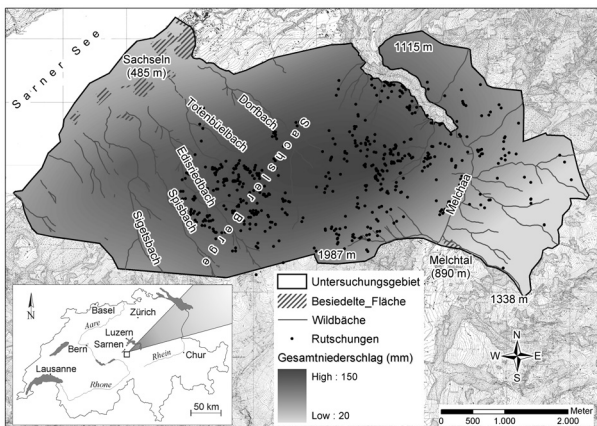 Sarner See
Sachseln
(485 m)
1115 m
Dorfbach
Totenbüelbach
Sachsler Berge
Edisriedbach
Spisbach
Sigetsbach
Melchaa
1987 m
Melchtal
(890 m)
1338 m
N
Basel
Zürich
Aare
Luzern
Bern
Sarnen
Rhein
Chur
Lausanne
Rhone
50 km
Untersuchungsgebiet
Besiedelte_Fläche
Wildbäche
Rutschungen
Gesamtniederschlag (mm)
High : 150
Low : 20
N
W E
S
Meter
0 500 1.000 2.000